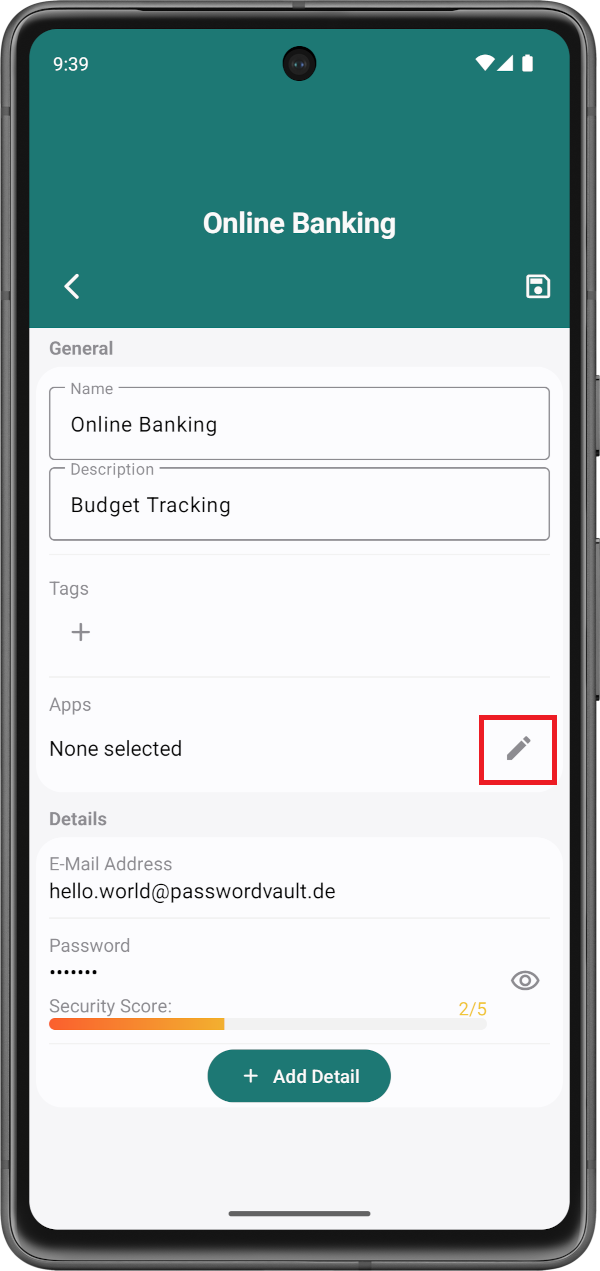 9:39
Online Banking
General
Name
Online Banking
Description
Budget Tracking
Tags
Apps
None selected
Details
E-Mail Address
hello.world@passwordvault.de
Password
•••••••
Security Score:
2/5
+ Add Detail